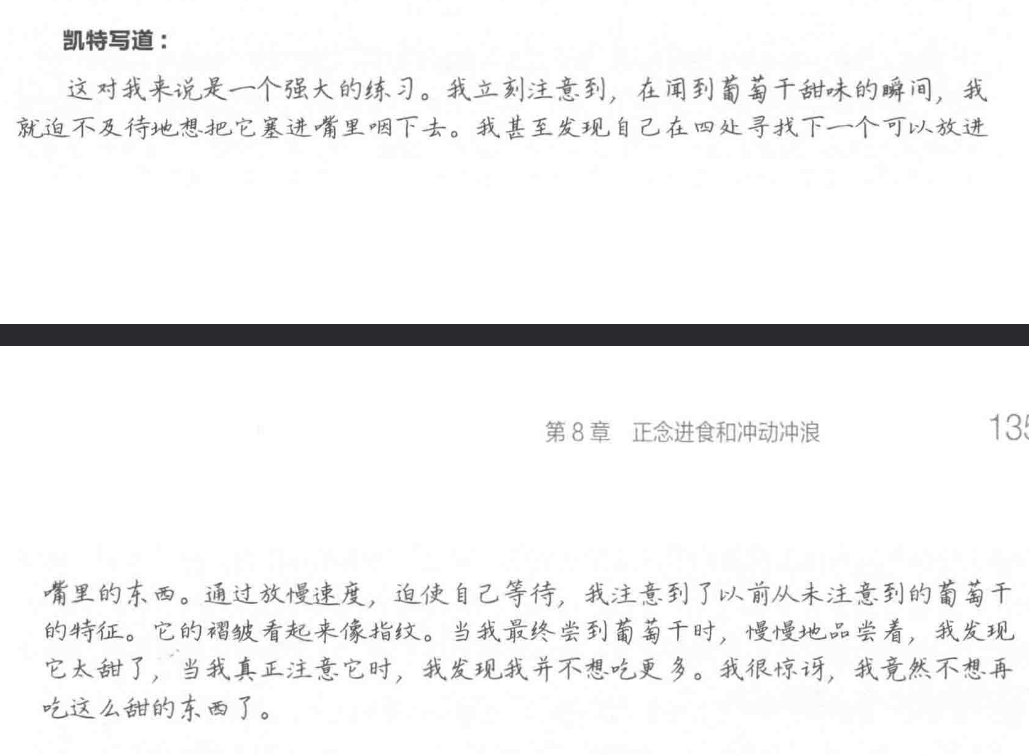 凯特写道：
这对我来说是一个强大的练习。我立刻注意到，在闻到葡萄干甜味的瞬间，我
就迫不及待地想把它塞进嘴里咽下去。我甚至发现自己在四处寻找下一个可以放进
第 8 章　正念进食和冲动冲浪
135
嘴里的东西。通过放慢速度，迫使自己等待，我注意到了以前从未注意到的葡萄干
的特征。它的褶皱看起来像指纹。当我最终尝到葡萄干时，慢慢地品尝着，我发现
它太甜了，当我真正注意它时，我发现我并不想吃更多。我很惊讶，我竟然不想再
吃这么甜的东西了。